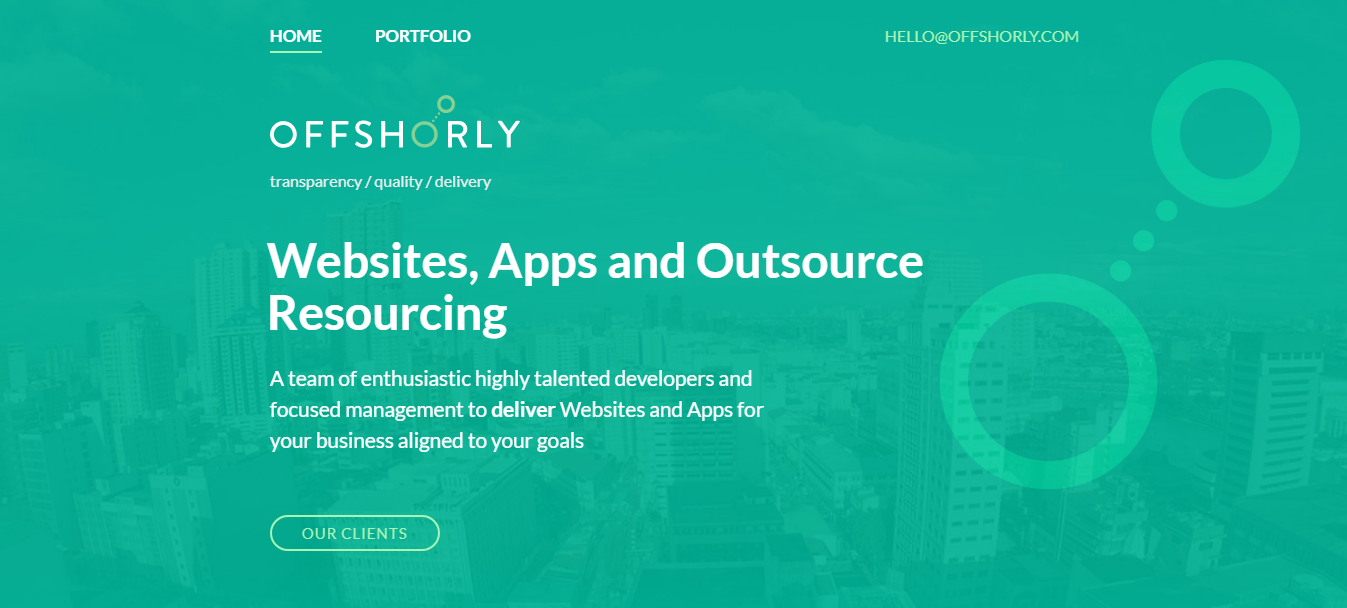 HOME PORTFOLIO HELLO@OFFSHORLY.COM
OFFSHORLY
transparency / quality / delivery
Websites, Apps and Outsource
Resourcing
A team of enthusiastic highly talented developers and
focused management to deliver Websites and Apps for
your business aligned to your goals
OUR CLIENTS